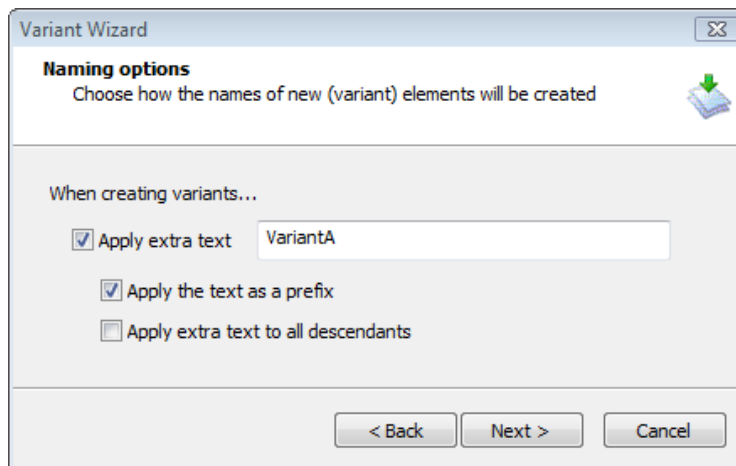 Variant Wizard
Naming options
Choose how the names of new (variant) elements will be created
When creating variants...
Apply extra text VariantA
Apply the text as a prefix
Apply extra text to all descendants
< Back Next > Cancel